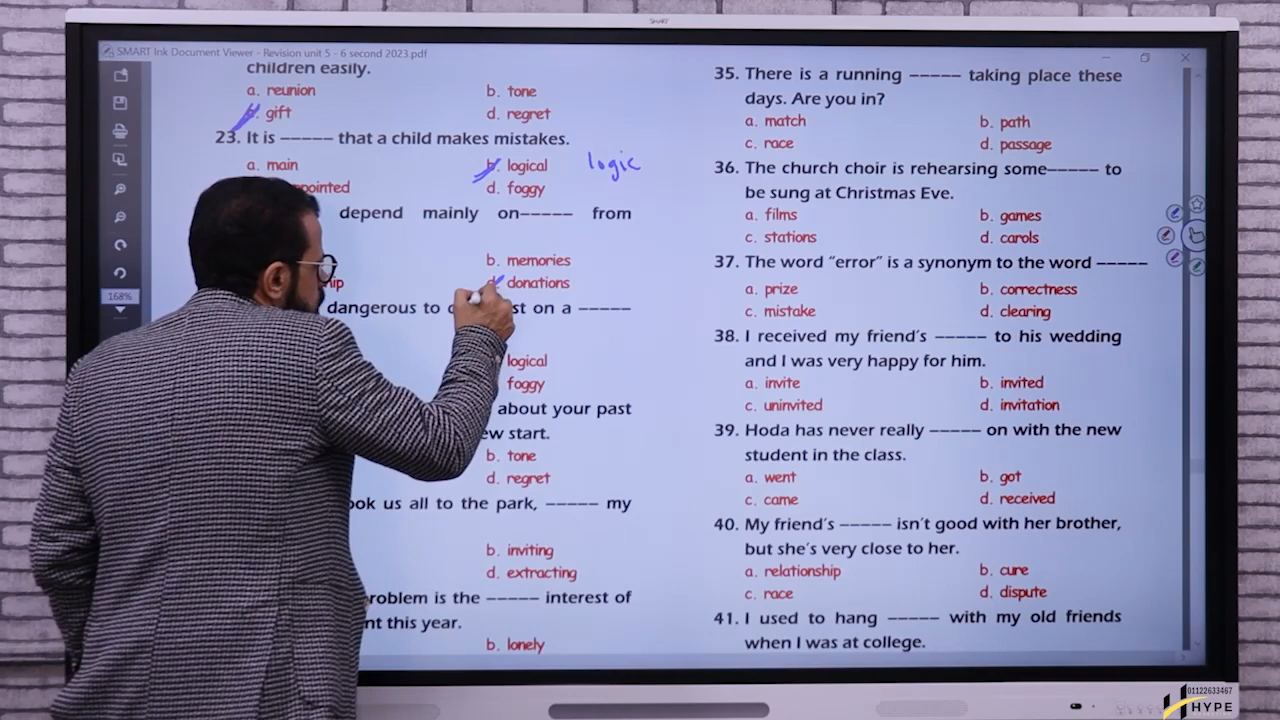 SMART
SMART Ink Document Viewer - Revision unit 5 - 6 second 2023.pdf
168%
children easily.
a. reunion b. tone
gift d. regret
23. It is ----- that a child makes mistakes.
a. main b. logical logic
pointed d. foggy
depend mainly on----- from
b. memories
ip d. donations
dangerous to st on a -----
logical
foggy
about your past
ew start.
b. tone
d. regret
ook us all to the park, ----- my
b. inviting
d. extracting
roblem is the ----- interest of
nt this year.
b. lonely
35. There is a running ----- taking place these
days. Are you in?
a. match b. path
c. race d. passage
36. The church choir is rehearsing some----- to
be sung at Christmas Eve.
a. films b. games
c. stations d. carols
37. The word “error” is a synonym to the word -----
a. prize b. correctness
c. mistake d. clearing
38. I received my friend's ----- to his wedding
and I was very happy for him.
a. invite b. invited
c. uninvited d. invitation
39. Hoda has never really ----- on with the new
student in the class.
a. went b. got
c. came d. received
40. My friend's ----- isn't good with her brother,
but she's very close to her.
a. relationship b. cure
c. race d. dispute
41. I used to hang ----- with my old friends
when I was at college.
01122633467
HYPE